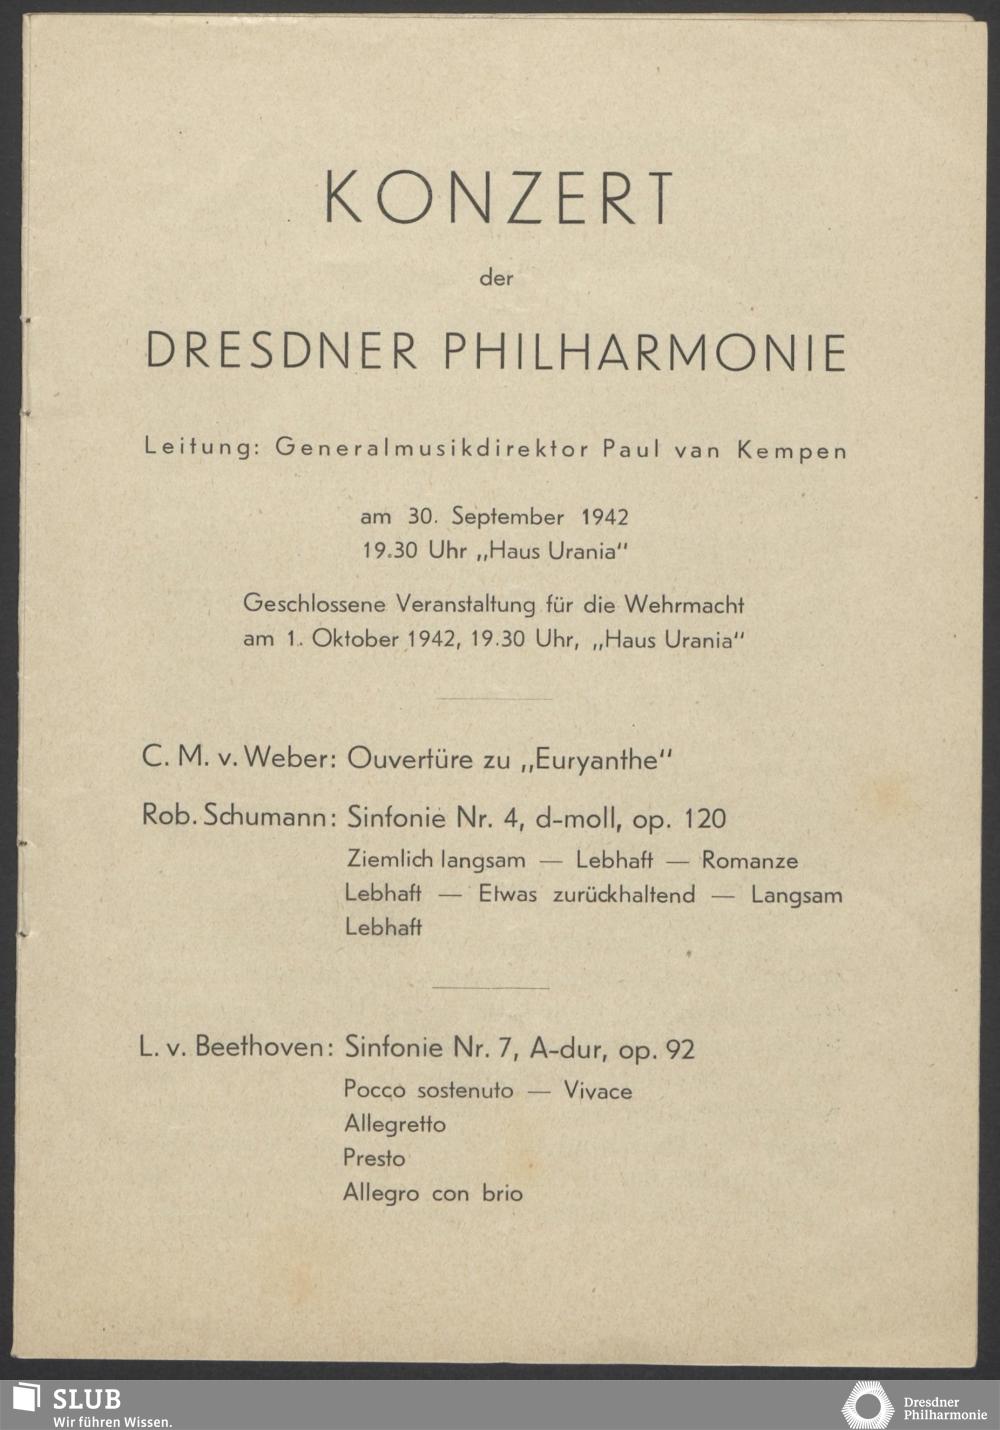 KONZERT
der
DRESDNER PHILHARMONIE
Leitung: Generalmusikdirektor Paul van Kempen
am 30. September 1942
19.30 Uhr „Haus Urania"
Geschlossene Veranstaltung für die Wehrmacht
am 1. Oktober 1942, 19.30 Uhr, „Haus Urania"
C. M. v. Weber: Ouvertüre zu „Euryanthe"
Rob. Schumann: Sinfonie Nr. 4, d-moll, op. 120
Ziemlich langsam — Lebhaft — Romanze
Lebhaft — Etwas zurückhaltend — Langsam
Lebhaft
L. v. Beethoven: Sinfonie Nr. 7, A-dur, op. 92
Pocco sostenuto — Vivace
Allegretto
Presto
Allegro con brio
SLUB
Wir führen Wissen.
Dresdner
Philharmonie